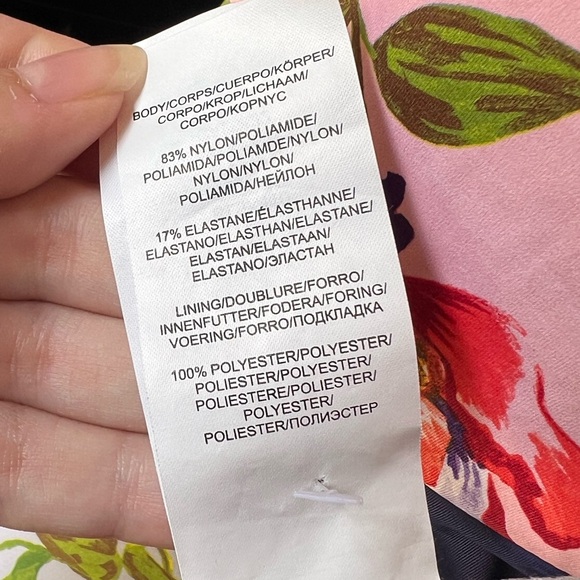 BODY/CORPS/CUERPO/KÖRPER/
CORPO/KROP/LICHAAM/
CORPO/КОРПУС
83% NYLON/POLIAMIDE/
POLIAMIDA/POLIAMDE/NYLON/
NYLON/NYLON/
POLIAMIDA/НЕЙЛОН
17% ELASTANE/ÉLASTHANNE/
ELASTANO/ELASTHAN/ELASTANE/
ELASTAN/ELASTAAN/
ELASTANO/ЭЛАСТАН
LINING/DOUBLURE/FORRO/
INNENFUTTER/FODERA/FORING/
VOERING/FORRO/ПОДКЛАДКА
100% POLYESTER/POLYESTER/
POLIESTER/POLYESTER/
POLIESTERE/POLIESTER/
POLYESTER/
POLIESTER/ПОЛИЭСТЕР